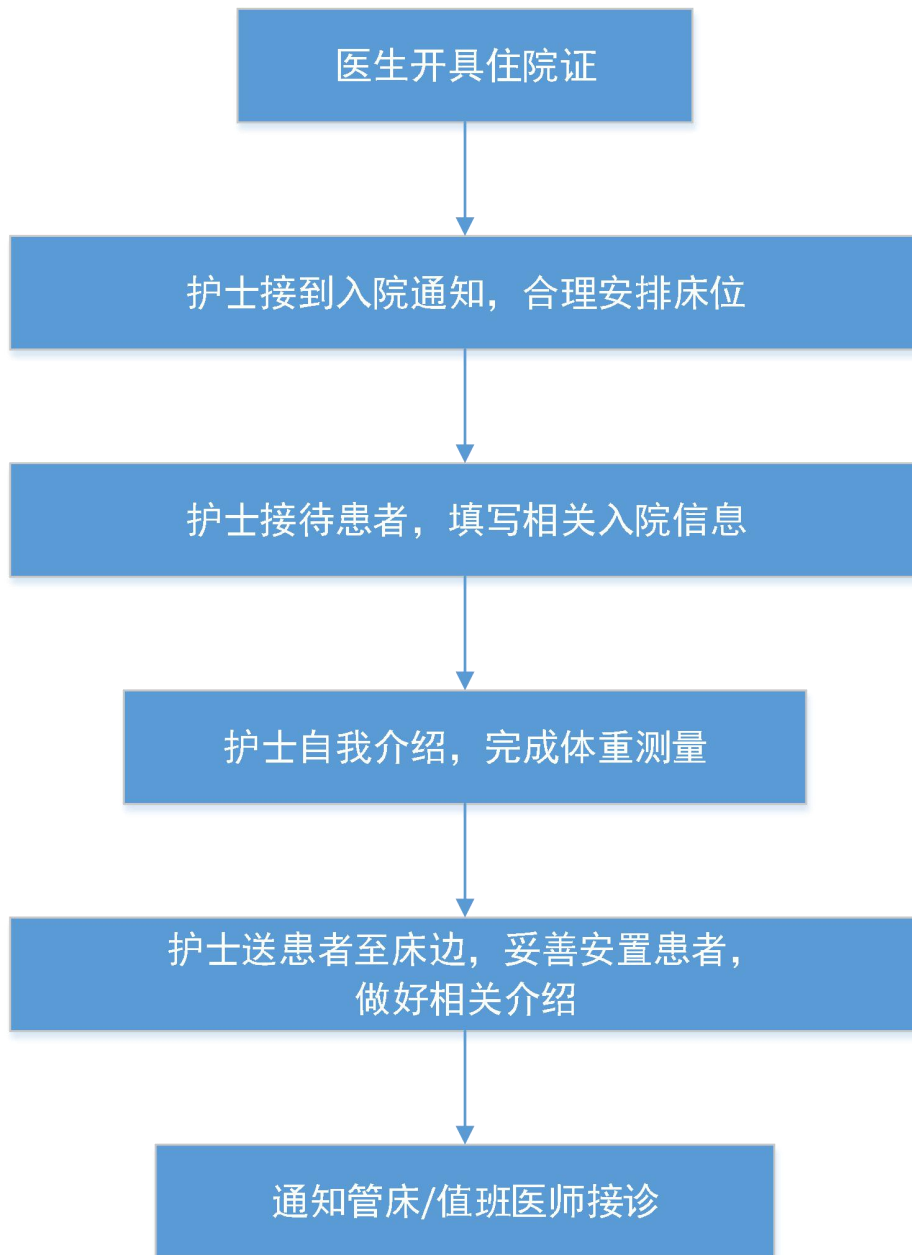 医生开具住院证
护士接到入院通知，合理安排床位
护士接待患者，填写相关入院信息
护士自我介绍，完成体重测量
护士送患者至床边，妥善安置患者，
做好相关介绍
通知管床/值班医师接诊